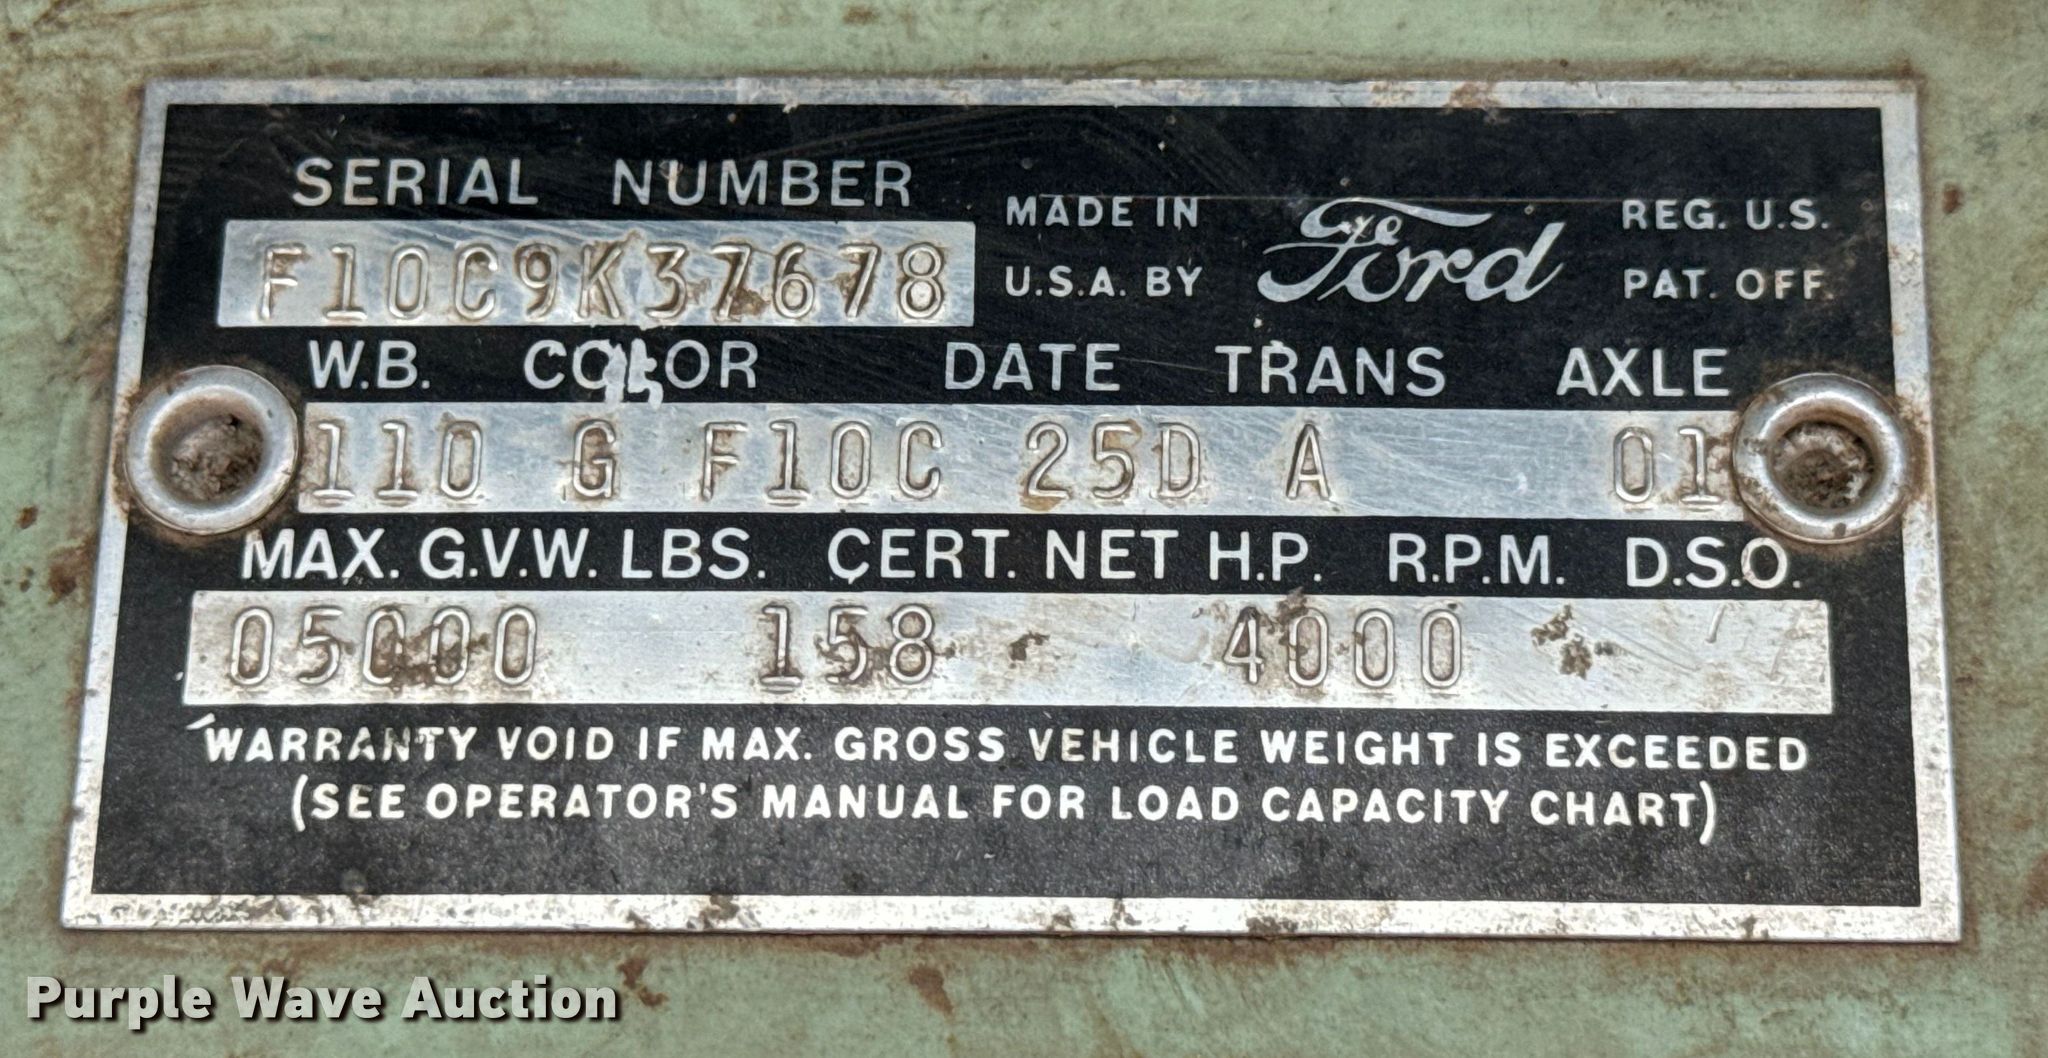 SERIAL NUMBER
F10C9K37678
MADE IN
U.S.A. BY
Ford
REG. U.S.
PAT. OFF.
W.B. COLOR DATE TRANS AXLE
110 G F10C 25D A 01
MAX. G.V.W. LBS. CERT. NET H.P. R.P.M. D.S.O.
05000 158 4000
WARRANTY VOID IF MAX. GROSS VEHICLE WEIGHT IS EXCEEDED
(SEE OPERATOR'S MANUAL FOR LOAD CAPACITY CHART)
Purple Wave Auction